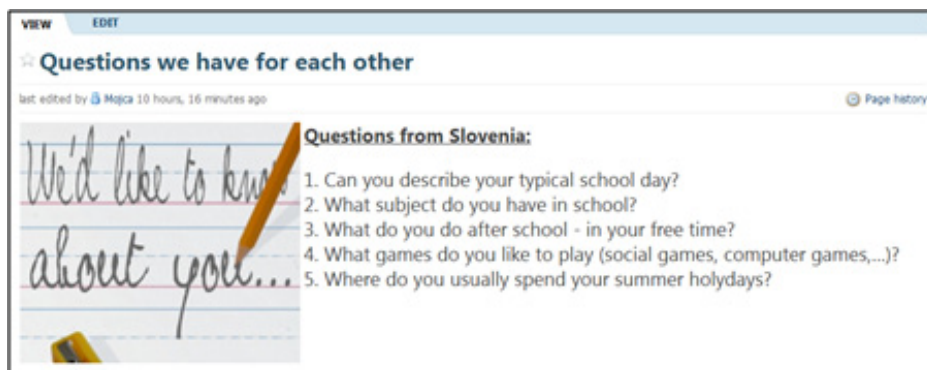 VIEW EDIT
Questions we have for each other
last edited by Mojca 10 hours, 16 minutes ago Page history
We'd like to know
about you...
Questions from Slovenia:
1. Can you describe your typical school day?
2. What subject do you have in school?
3. What do you do after school - in your free time?
4. What games do you like to play (social games, computer games,...)?
5. Where do you usually spend your summer holydays?